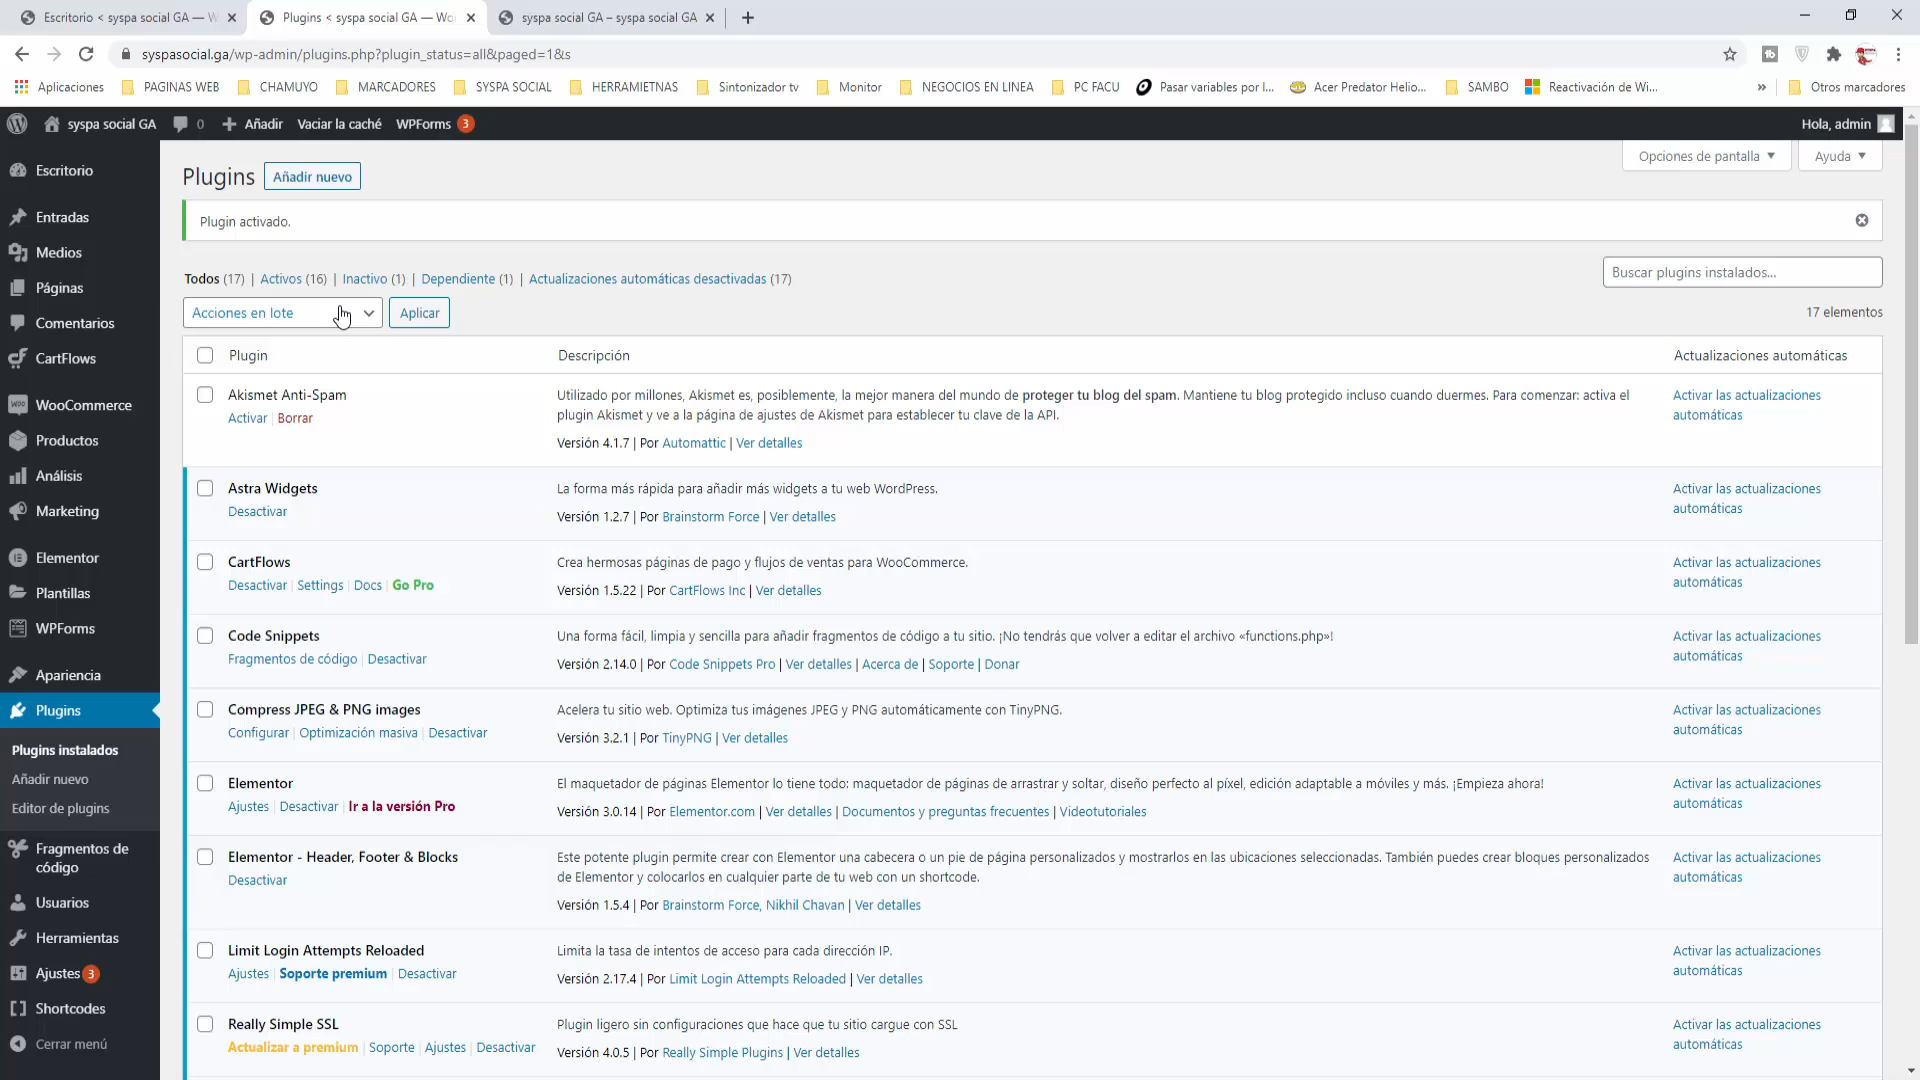 Escritorio < syspa social GA — W
Plugins < syspa social GA — Wo
syspa social GA – syspa social GA
syspasocial.ga/wp-admin/plugins.php?plugin_status=all&paged=1&s
Aplicaciones
PAGINAS WEB
CHAMUYO
MARCADORES
SYSPA SOCIAL
HERRAMIETNAS
Sintonizador tv
Monitor
NEGOCIOS EN LINEA
PC FACU
Pasar variables por l...
Acer Predator Helio...
SAMBO
Reactivación de Wi...
»
Otros marcadores
syspa social GA
0
Añadir
Vaciar la caché
WPForms 3
Hola, admin
Escritorio
Entradas
Medios
Páginas
Comentarios
CartFlows
WooCommerce
Productos
Análisis
Marketing
Elementor
Plantillas
WPForms
Apariencia
Plugins
Plugins instalados
Añadir nuevo
Editor de plugins
Fragmentos de
código
Usuarios
Herramientas
Ajustes 3
Shortcodes
Cerrar menú
Opciones de pantalla
Ayuda
Plugins
Añadir nuevo
Plugin activado.
Todos (17) | Activos (16) | Inactivo (1) | Dependiente (1) | Actualizaciones automáticas desactivadas (17)
Buscar plugins instalados...
Acciones en lote
Aplicar
17 elementos
Plugin
Descripción
Actualizaciones automáticas
Akismet Anti-Spam
Activar | Borrar
Utilizado por millones, Akismet es, posiblemente, la mejor manera del mundo de proteger tu blog del spam. Mantiene tu blog protegido incluso cuando duermes. Para comenzar: activa el
plugin Akismet y ve a la página de ajustes de Akismet para establecer tu clave de la API.
Versión 4.1.7 | Por Automattic | Ver detalles
Activar las actualizaciones
automáticas
Astra Widgets
Desactivar
La forma más rápida para añadir más widgets a tu web WordPress.
Versión 1.2.7 | Por Brainstorm Force | Ver detalles
Activar las actualizaciones
automáticas
CartFlows
Desactivar | Settings | Docs | Go Pro
Crea hermosas páginas de pago y flujos de ventas para WooCommerce.
Versión 1.5.22 | Por CartFlows Inc | Ver detalles
Activar las actualizaciones
automáticas
Code Snippets
Fragmentos de código | Desactivar
Una forma fácil, limpia y sencilla para añadir fragmentos de código a tu sitio. ¡No tendrás que volver a editar el archivo «functions.php»!
Versión 2.14.0 | Por Code Snippets Pro | Ver detalles | Acerca de | Soporte | Donar
Activar las actualizaciones
automáticas
Compress JPEG & PNG images
Configurar | Optimización masiva | Desactivar
Acelera tu sitio web. Optimiza tus imágenes JPEG y PNG automáticamente con TinyPNG.
Versión 3.2.1 | Por TinyPNG | Ver detalles
Activar las actualizaciones
automáticas
Elementor
Ajustes | Desactivar | Ir a la versión Pro
El maquetador de páginas Elementor lo tiene todo: maquetador de páginas de arrastrar y soltar, diseño perfecto al píxel, edición adaptable a móviles y más. ¡Empieza ahora!
Versión 3.0.14 | Por Elementor.com | Ver detalles | Documentos y preguntas frecuentes | Videotutoriales
Activar las actualizaciones
automáticas
Elementor - Header, Footer & Blocks
Desactivar
Este potente plugin permite crear con Elementor una cabecera o un pie de página personalizados y mostrarlos en las ubicaciones seleccionadas. También puedes crear bloques personalizados
de Elementor y colocarlos en cualquier parte de tu web con un shortcode.
Versión 1.5.4 | Por Brainstorm Force, Nikhil Chavan | Ver detalles
Activar las actualizaciones
automáticas
Limit Login Attempts Reloaded
Ajustes | Soporte premium | Desactivar
Limita la tasa de intentos de acceso para cada dirección IP.
Versión 2.17.4 | Por Limit Login Attempts Reloaded | Ver detalles
Activar las actualizaciones
automáticas
Really Simple SSL
Actualizar a premium | Soporte | Ajustes | Desactivar
Plugin ligero sin configuraciones que hace que tu sitio cargue con SSL
Versión 4.0.5 | Por Really Simple Plugins | Ver detalles
Activar las actualizaciones
automáticas